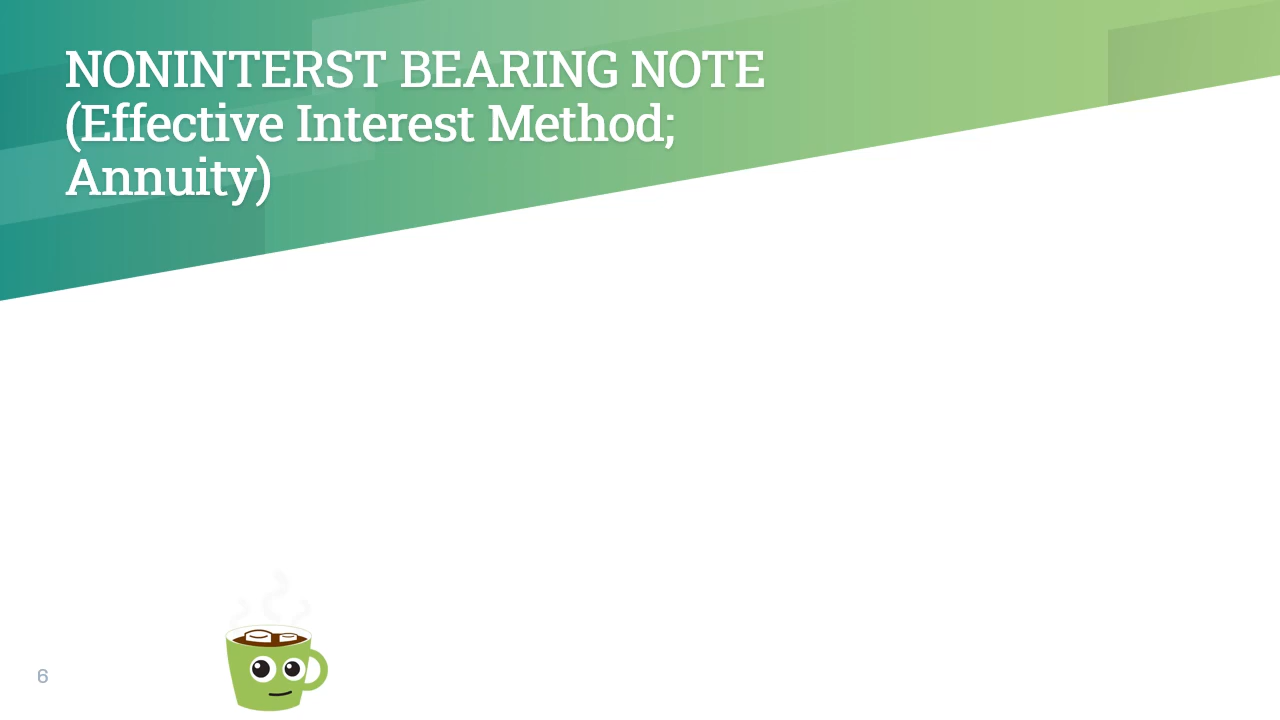 NONINTERST BEARING NOTE
(Effective Interest Method;
Annuity)
6